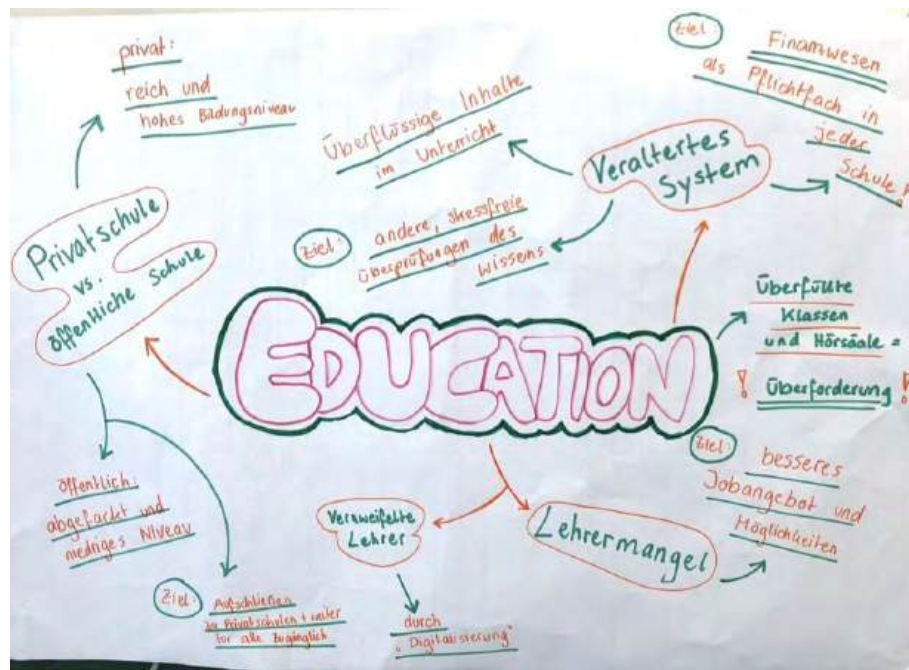 privat:
reich und
hohes Bildungsniveau
Privatschule
vs.
öffentliche Schule
öffentlich:
abgefuckt und
niedriges Niveau
Ziel:
Aufschließen
zu Privatschulen + weiter
für alle zugänglich
Überflüssige Inhalte
im Unterricht
Ziel:
andere, stressfreie
Überprüfungen des
Wissens
Veraltertes
System
Ziel:
Finanzwesen
als Pflichtfach in
jeder
Schule!
EDUCATION
Überfüllte
Klassen
und Hörsäle =
! Überforderung !
Verzweifelte
Lehrer
durch
„Digitalisierung"
Lehrermangel
Ziel:
besseres
Jobangebot und
Möglichkeiten